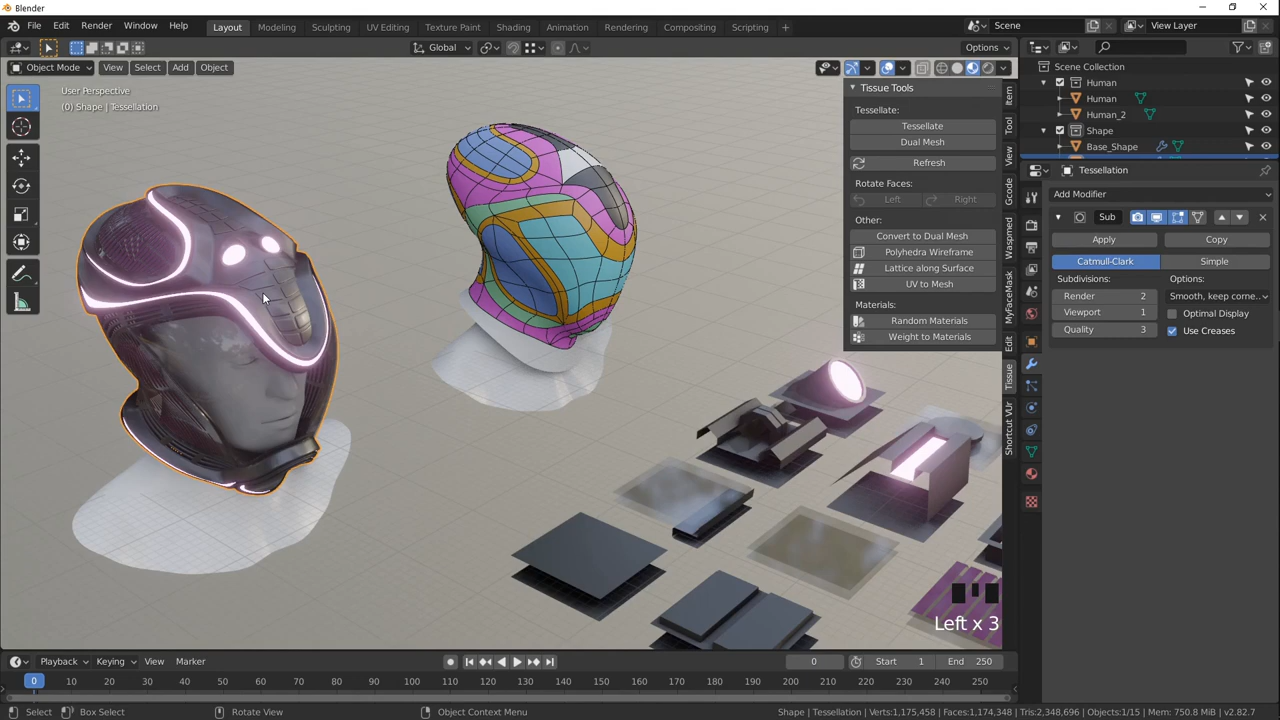 Blender
File Edit Render Window Help Layout Modeling Sculpting UV Editing Texture Paint Shading Animation Rendering Compositing Scripting + Scene View Layer
Global Options
Object Mode View Select Add Object
User Perspective
(0) Shape | Tessellation
Tissue Tools
Tessellate:
Tessellate
Dual Mesh
Refresh
Rotate Faces:
Left Right
Other:
Convert to Dual Mesh
Polyhedra Wireframe
Lattice along Surface
UV to Mesh
Materials:
Random Materials
Weight to Materials
Item
Tool
View
Gcode
Waspmed
MyFaceMask
Edit
Tissue
Shortcut VUr
Scene Collection
Human
Human
Human_2
Shape
Base_Shape
Tessellation
Add Modifier
Sub
Apply Copy
Catmull-Clark Simple
Subdivisions: Options:
Render 2 Smooth, keep corne..
Viewport 1 Optimal Display
Quality 3 Use Creases
Left x 3
Playback Keying View Marker 0 Start 1 End 250
0 10 20 30 40 50 60 70 80 90 100 110 120 130 140 150 160 170 180 190 200 210 220 230 240 250
Select Box Select Rotate View Object Context Menu Shape | Tessellation | Verts:1,175,458 | Faces:1,174,348 | Tris:2,348,696 | Objects:1/15 | Mem: 750.8 MiB | v2.82.7